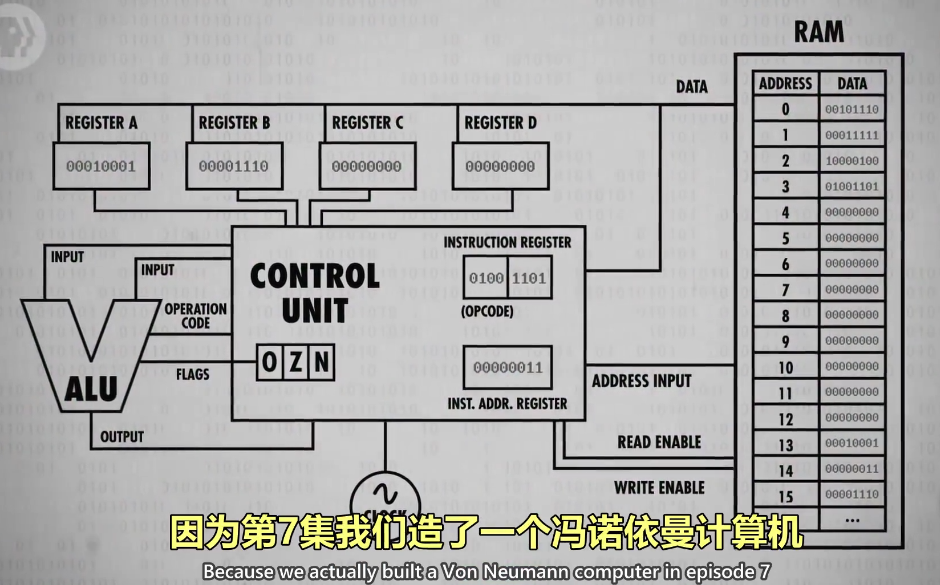 RAM
DATA
ADDRESS DATA
0 00101110
1 00011111
2 10000100
3 01001101
4 00000000
5 00000000
6 00000000
7 00000000
8 00000000
9 00000000
10 00000000
11 00000000
12 00000000
13 00010001
14 00000011
15 00001110
...
REGISTER A
00010001
REGISTER B
00001110
REGISTER C
00000000
REGISTER D
00000000
INPUT
INPUT
ALU
OPERATION
CODE
FLAGS
OUTPUT
CONTROL
UNIT
O Z N
INSTRUCTION REGISTER
0100 1101
(OPCODE)
00000011
INST. ADDR. REGISTER
ADDRESS INPUT
READ ENABLE
WRITE ENABLE
CLOCK
因为第7集我们造了一个冯诺依曼计算机
Because we actually built a Von Neumann computer in episode 7